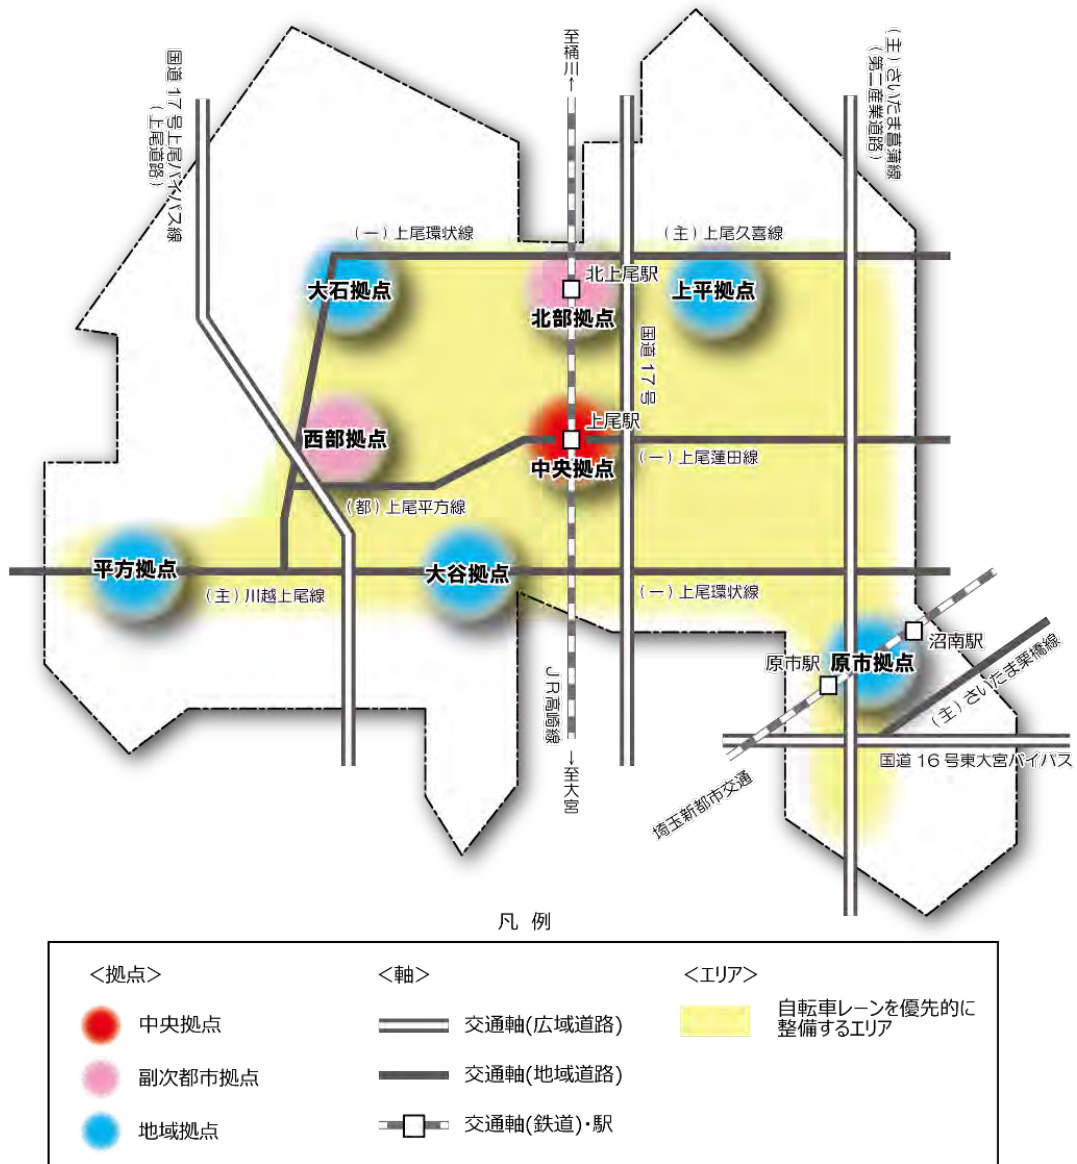 至桶川→
国道17号上尾バイパス線
(上尾道路)
(主)さいたま菖蒲線
(第二産業道路)
(一)上尾環状線
(主)上尾久喜線
大石拠点
北上尾駅
北部拠点
上平拠点
国道17号
西部拠点
上尾駅
中央拠点
(一)上尾蓮田線
(都)上尾平方線
平方拠点
大谷拠点
(主)川越上尾線
(一)上尾環状線
沼南駅
原市駅
原市拠点
(主)さいたま栗橋線
JR高崎線
→至大宮
国道16号東大宮バイパス
埼玉新都市交通
凡 例
<拠点>
<軸>
<エリア>
中央拠点
交通軸(広域道路)
自転車レーンを優先的に
整備するエリア
副次都市拠点
交通軸(地域道路)
地域拠点
交通軸(鉄道)・駅